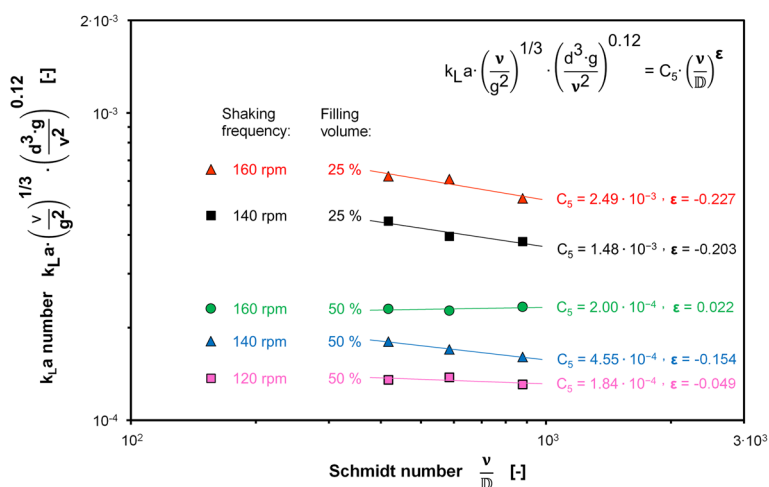 2·10⁻³
k_L a · (ν/g²)^1/3 · (d³·g/ν²)^0.12 = C₅ · (ν/𝔻)^ε
10⁻³
Shaking frequency:
Filling volume:
160 rpm 25 % C₅ = 2.49 · 10⁻³ , ε = -0.227
140 rpm 25 % C₅ = 1.48 · 10⁻³ , ε = -0.203
160 rpm 50 % C₅ = 2.00 · 10⁻⁴ , ε = 0.022
140 rpm 50 % C₅ = 4.55 · 10⁻⁴ , ε = -0.154
120 rpm 50 % C₅ = 1.84 · 10⁻⁴ , ε = -0.049
10⁻⁴
10² 10³ 3·10³
Schmidt number ν/𝔻 [-]
k_L a number k_L a · (ν/g²)^1/3 · (d³·g/ν²)^0.12 [-]